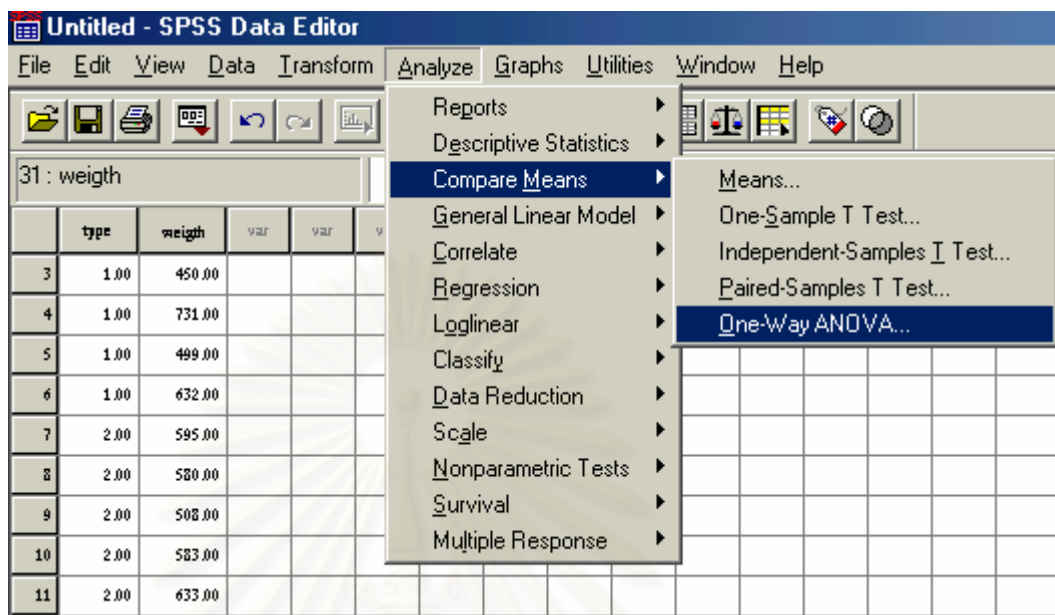 Untitled - SPSS Data Editor
File Edit View Data Transform Analyze Graphs Utilities Window Help
31 : weigth
Reports
Descriptive Statistics
Compare Means
General Linear Model
Correlate
Regression
Loglinear
Classify
Data Reduction
Scale
Nonparametric Tests
Survival
Multiple Response
Means...
One-Sample T Test...
Independent-Samples T Test...
Paired-Samples T Test...
One-Way ANOVA...
type weigth var var v
3 1.00 450.00
4 1.00 731.00
5 1.00 499.00
6 1.00 632.00
7 2.00 595.00
8 2.00 580.00
9 2.00 508.00
10 2.00 583.00
11 2.00 633.00